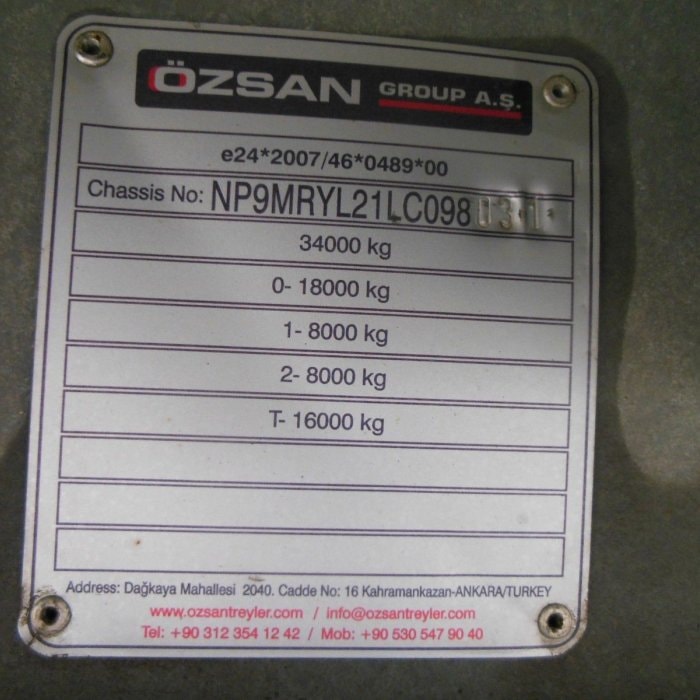 ÖZSAN GROUP A.Ş.
e24*2007/46*0489*00
Chassis No: NP9MRYL21LC098031
34000 kg
0- 18000 kg
1- 8000 kg
2- 8000 kg
T- 16000 kg
Address: Dağkaya Mahallesi 2040. Cadde No: 16 Kahramankazan-ANKARA/TURKEY
www.ozsantreyler.com / info@ozsantreyler.com
Tel: +90 312 354 12 42 / Mob: +90 530 547 90 40